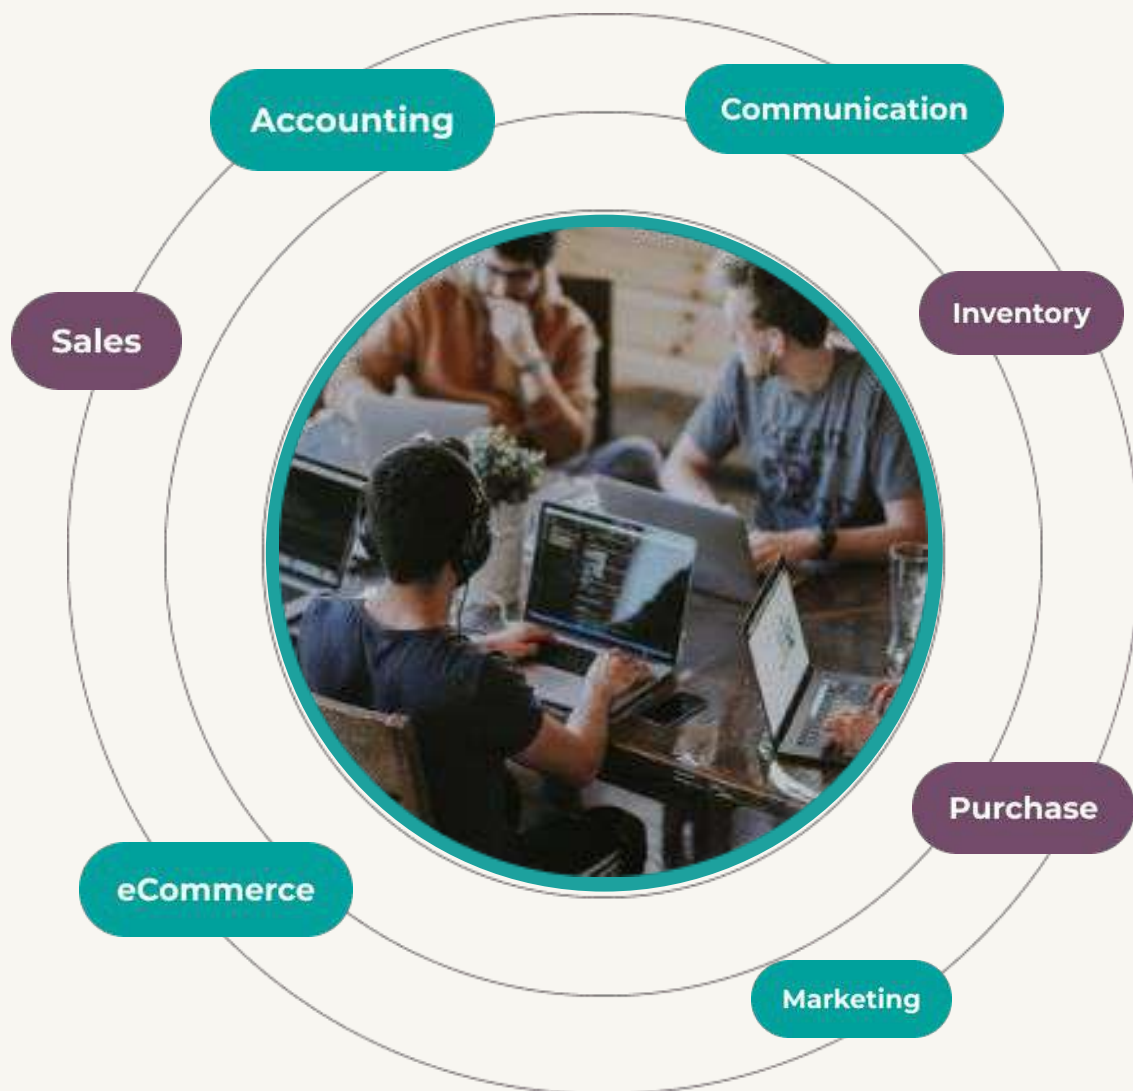 Accounting
Communication
Inventory
Sales
Purchase
eCommerce
Marketing